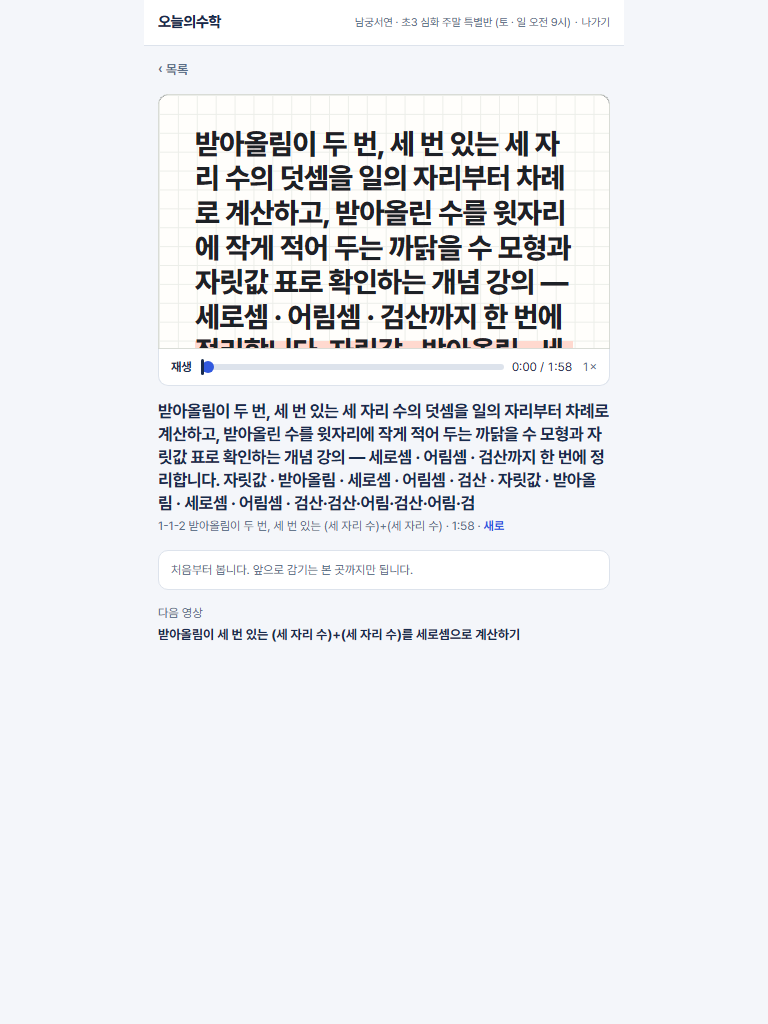 오늘의수학
남궁서연 · 초3 심화 주말 특별반 (토 · 일 오전 9시) · 나가기
‹ 목록
받아올림이 두 번, 세 번 있는 세 자
리 수의 덧셈을 일의 자리부터 차례
로 계산하고, 받아올린 수를 윗자리
에 작게 적어 두는 까닭을 수 모형과
자릿값 표로 확인하는 개념 강의 —
세로셈 · 어림셈 · 검산까지 한 번에
정리합니다. 자릿값 · 받아올림 · 세
재생
0:00 / 1:58 1×
받아올림이 두 번, 세 번 있는 세 자리 수의 덧셈을 일의 자리부터 차례로
계산하고, 받아올린 수를 윗자리에 작게 적어 두는 까닭을 수 모형과 자
릿값 표로 확인하는 개념 강의 — 세로셈 · 어림셈 · 검산까지 한 번에 정
리합니다. 자릿값 · 받아올림 · 세로셈 · 어림셈 · 검산 · 자릿값 · 받아올
림 · 세로셈 · 어림셈 · 검산·검산·어림·검산·어림·검
1-1-2 받아올림이 두 번, 세 번 있는 (세 자리 수)+(세 자리 수) · 1:58 · 새로
처음부터 봅니다. 앞으로 감기는 본 곳까지만 됩니다.
다음 영상
받아올림이 세 번 있는 (세 자리 수)+(세 자리 수)를 세로셈으로 계산하기